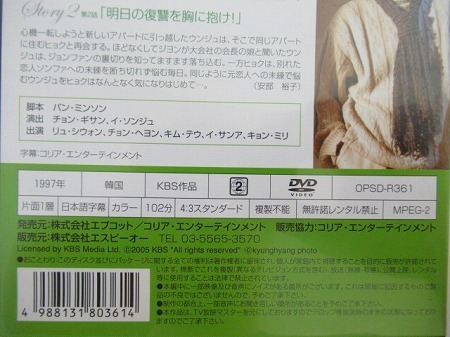 Story2 第2話「明日の復讐を胸に抱け!」
心機一転しようと新しいアパートに引っ越したウンジュは、そこで同じアパート
に住むヒョクと再会する。ほどなくしてジヨンが大会社の会長の娘と聞いたウンジュ
は、ジョンファンの裏切りを知ってますます落ち込む。一方ヒョクは、別れた
恋人ソンファへの未練を断ち切れず悩む毎日。同じように元恋人への未練で悩
むウンジュをヒョクはなんとなく気になりはじめて…。
(安部 裕子)
脚本 パン・ミンソン
演出 チョン・ギサン、イ・ソンジュ
出演 リュ・シウォン、チョン・ヘヨン、キム・テウ、イ・サンア、キョン・ミリ
字幕:コリア・エンターテインメント
1997年 韓国 KBS作品 2 DVD VIDEO OPSD-R361
片面1層 日本語字幕 カラー 102分 4:3スタンダード 複製不能 無許諾レンタル禁止 MPEG-2
発売元:株式会社エプコット/コリア・エンターテインメント 販売協力:コリア・エンターテインメント
販売元:株式会社エスピーオー TEL 03-5565-3570
Licensed by KBS Media Ltd. ©2005 KBS "All rights reserved" ©kyunghyang photo
4 988131 803614